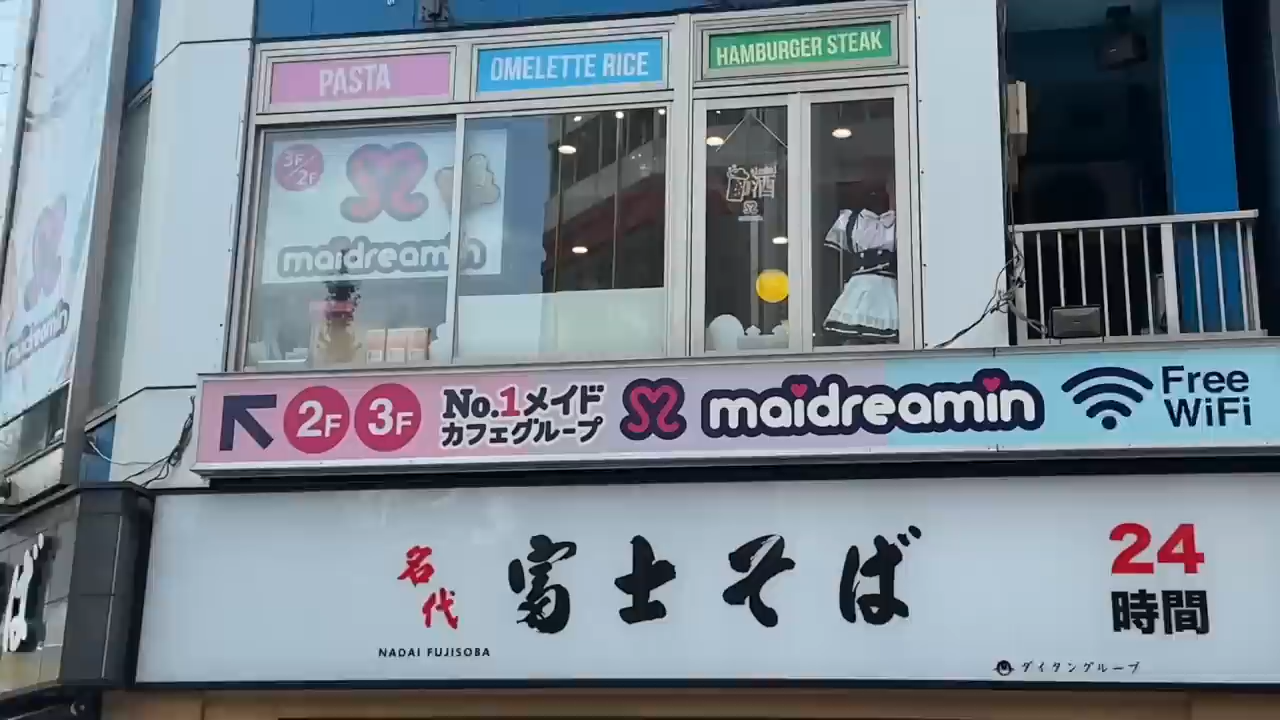 PASTA
OMELETTE RICE
HAMBURGER STEAK
3F/2F
maidreamin
maidreamin
2F 3F
No.1メイド
カフェグループ
maidreamin
Free
WiFi
名代
富士そば
NADAI FUJISOBA
24
時間
ダイタングループ
ば